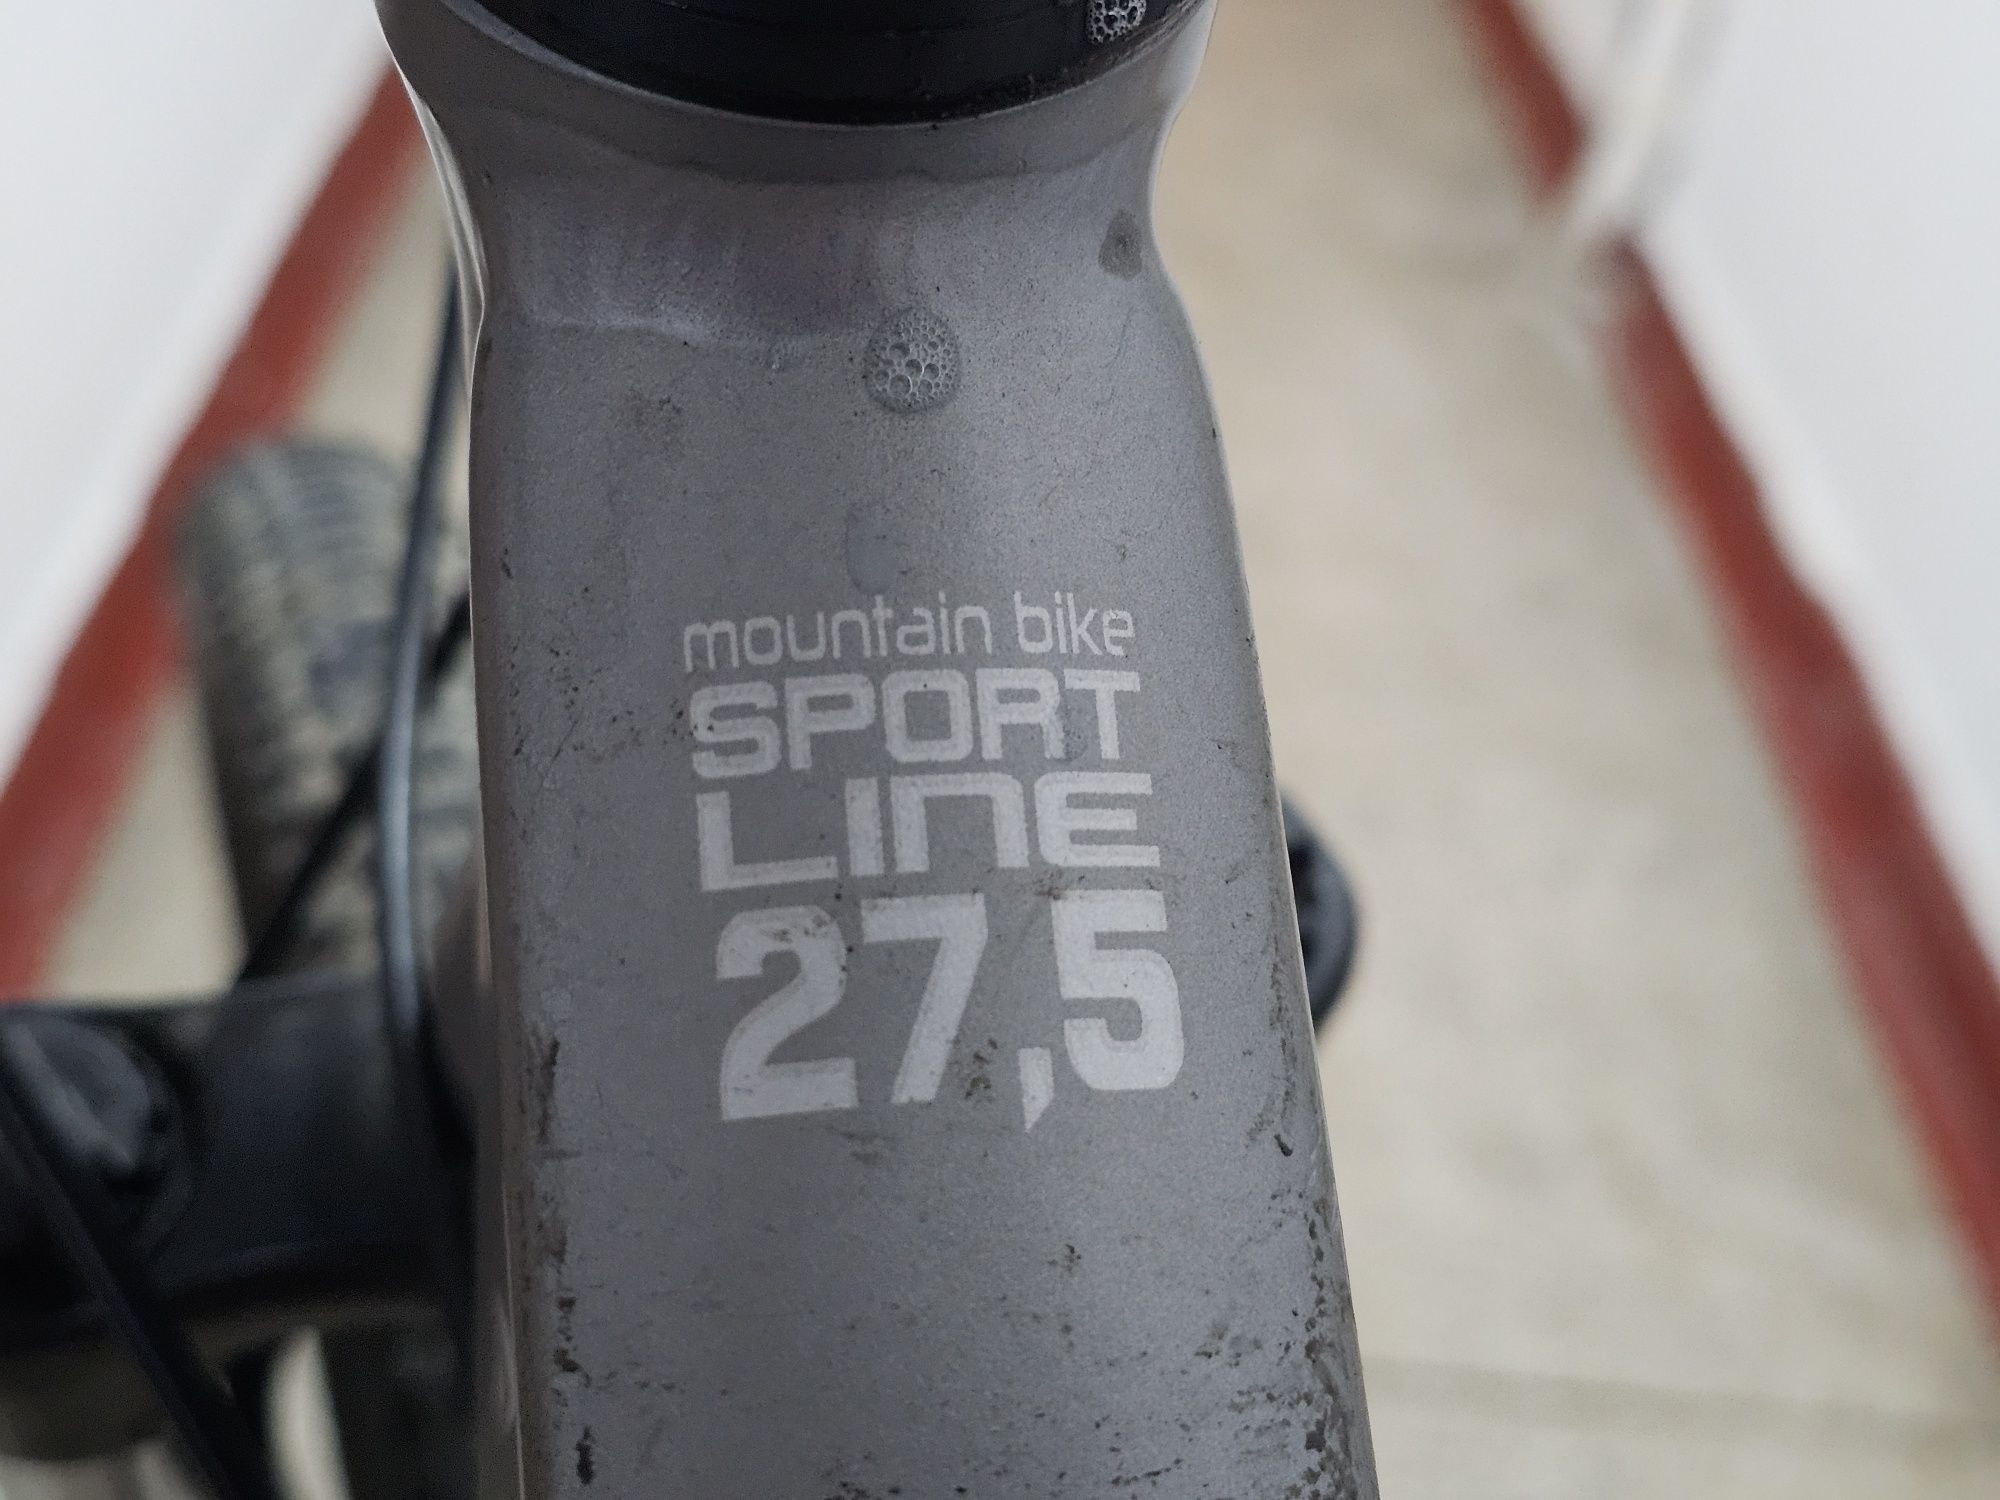 mountain bike
SPORT
LINE
27,5